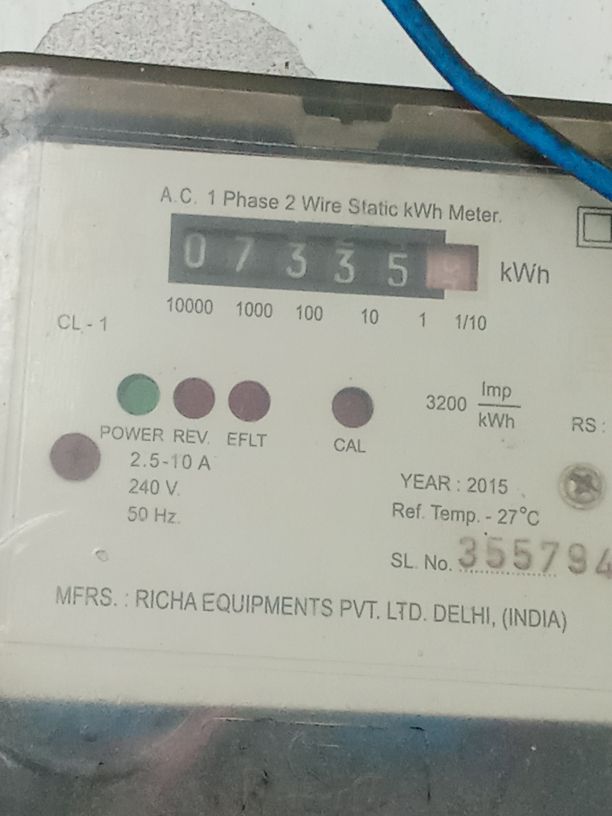 A.C. 1 Phase 2 Wire Static kWh Meter.
07335 kWh
10000 1000 100 10 1 1/10
CL - 1
3200 Imp/kWh
POWER REV. EFLT CAL
RS :
2.5-10 A
240 V.
50 Hz.
YEAR : 2015
Ref. Temp. - 27°C
SL. No. 355794
MFRS. : RICHA EQUIPMENTS PVT. LTD. DELHI, (INDIA)